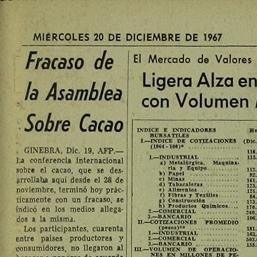 MIÉRCOLES 20 DE DICIEMBRE DE 1967
Fracaso de
la Asamblea
Sobre Cacao
GINEBRA, Dic. 19, AFP.—
La conferencia internacional
sobre el cacao, que se des-
arrollaba aquí desde el 28 de
noviembre, terminó hoy prác-
ticamente con un fracaso, se
indicó en los medios allega-
dos a la misma.
Los participantes, cuarenta
entre países productores y
consumidores, no llegaron al
El Mercado de Valores
Ligera Alza en
con Volumen
INDICE E INDICADORES
BURSATILES
I.—INDICE DE COTIZACIONES
1.—INDUSTRIAL
a) Metalúrgica, Maquina-
ria y Equipo
b) Papel
c) Minas
d) Tabacaleras
e) Alimentos
f) Fibras y Textiles
g) Construcción
h) Productos Químicos
2.—COMERCIAL
3.—BANCARIO
II.—COTIZACIONES PROMEDIO
(pesos)
1.—INDUSTRIAL
2.—COMERCIAL
3.—BANCARIO
III.—VOLUMEN DE OPERACIO-
NES EN MILLONES DE PE-